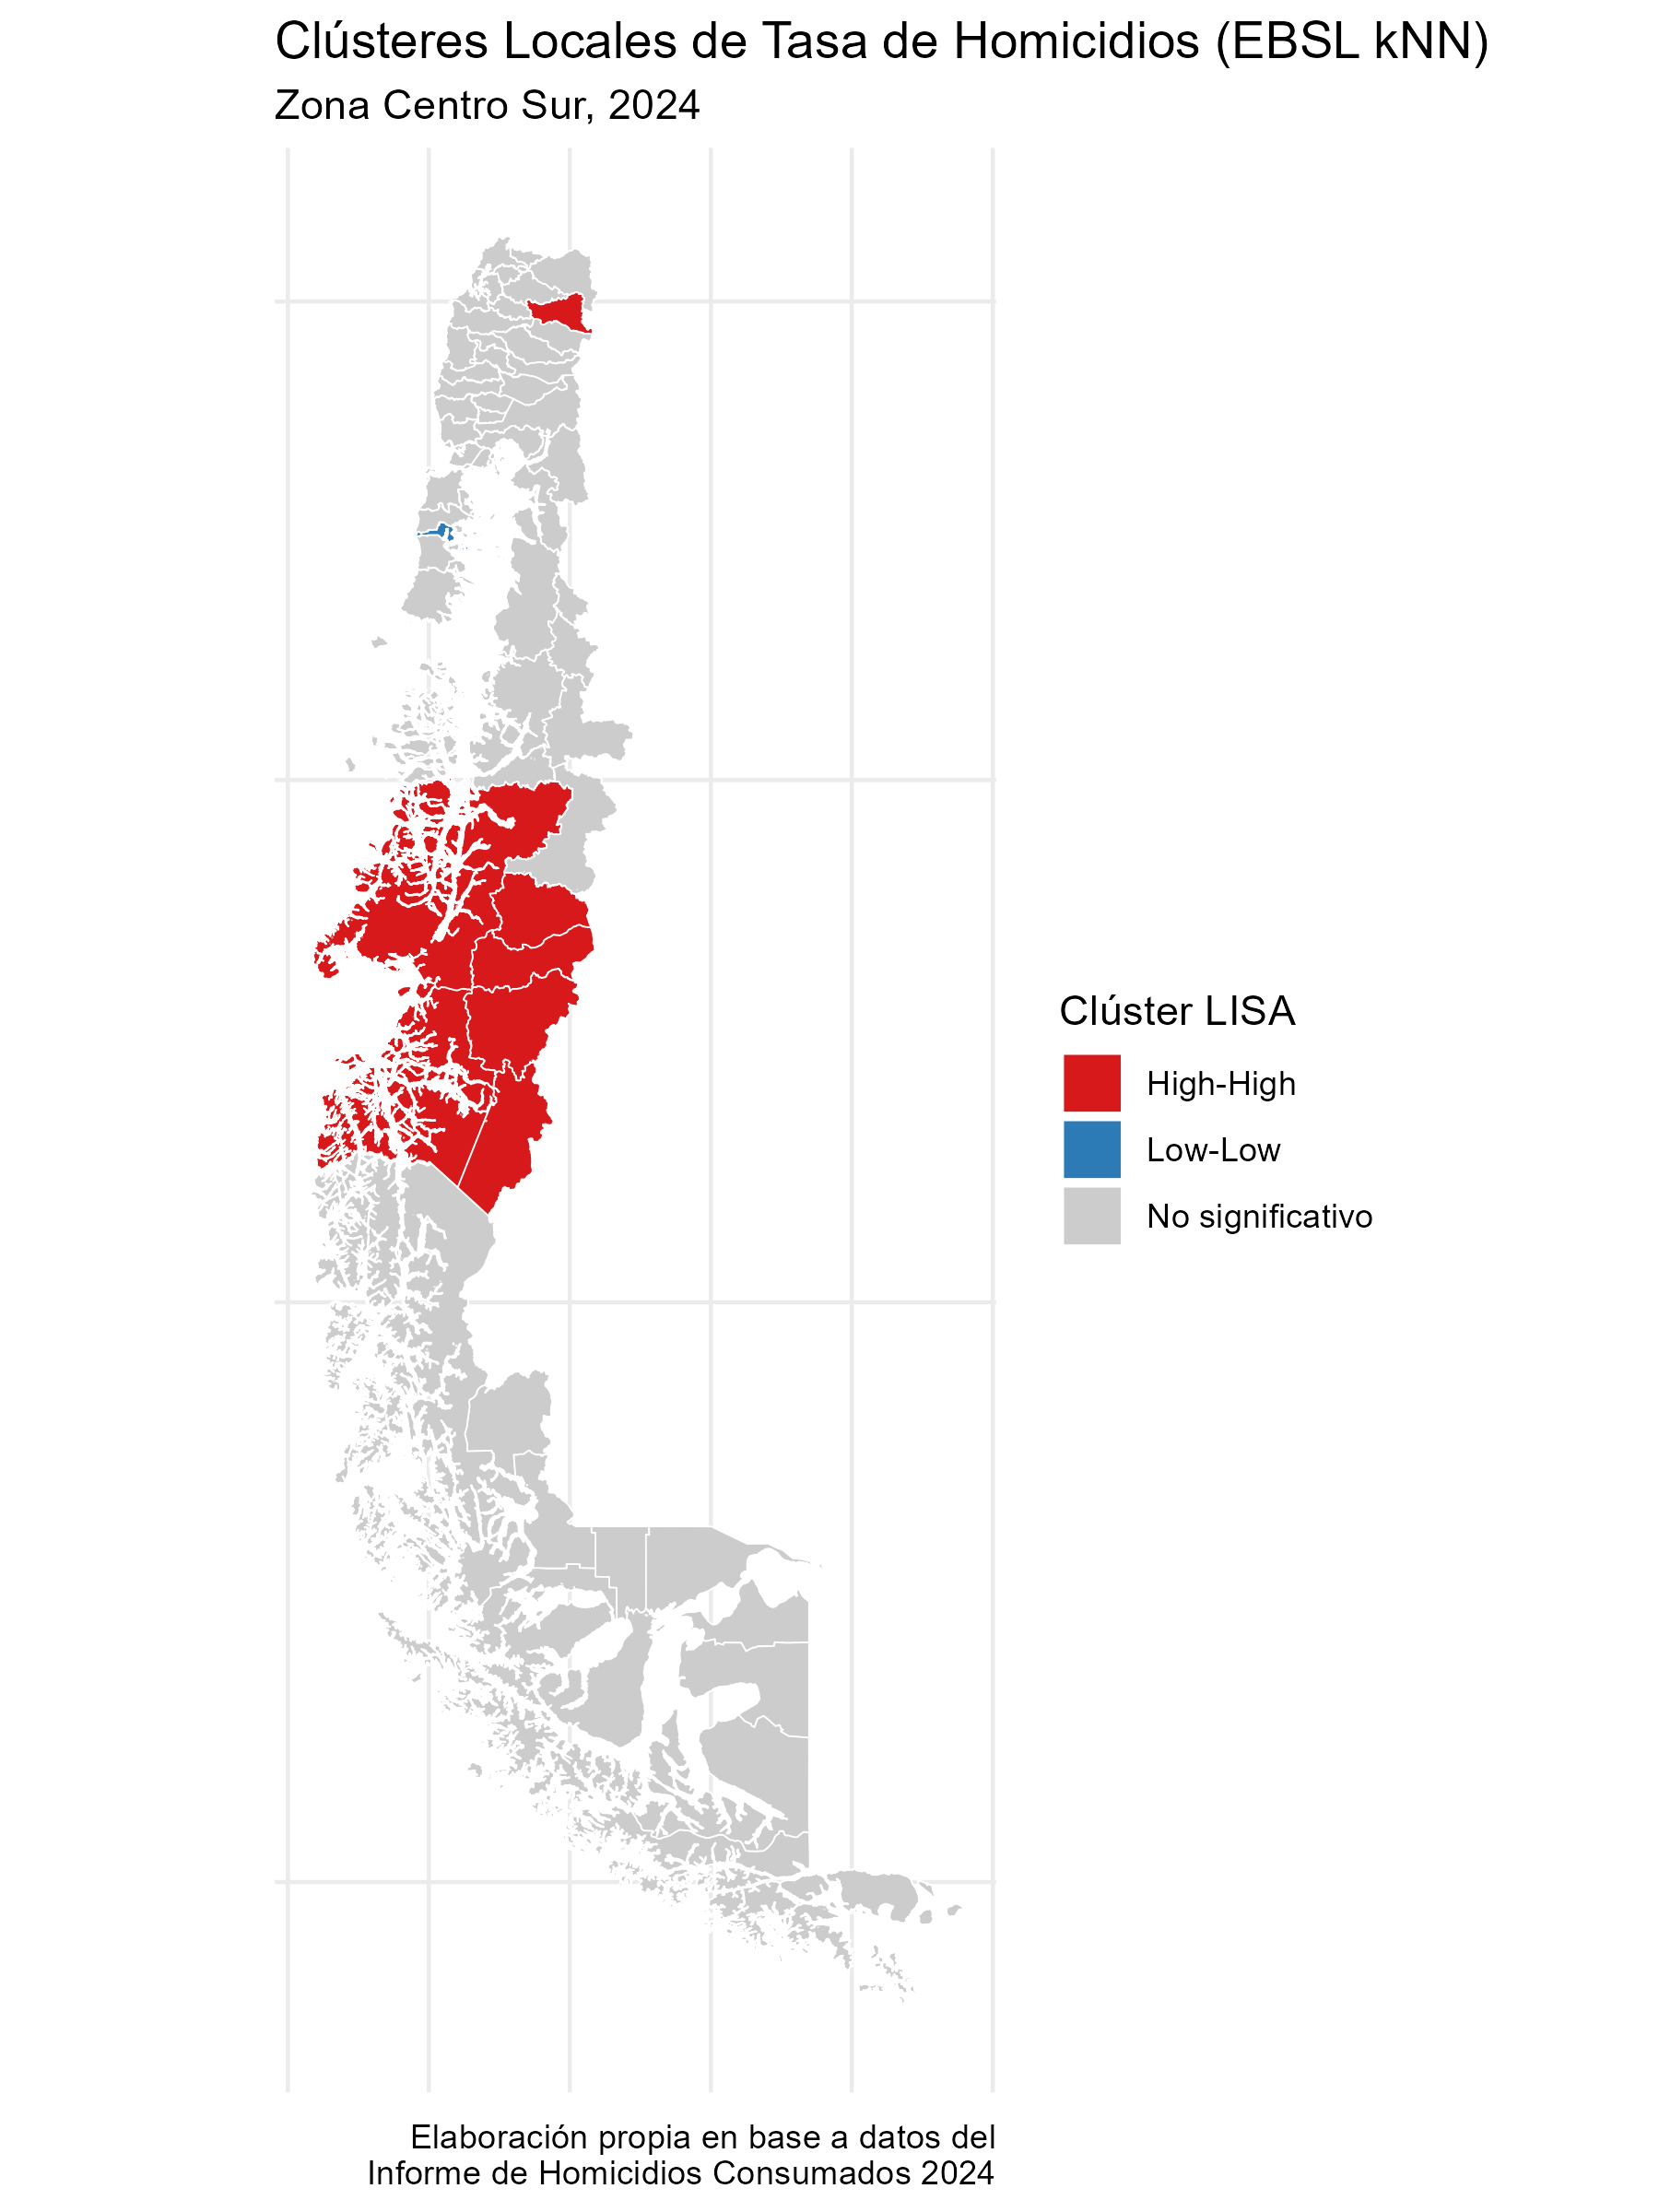 Clústeres Locales de Tasa de Homicidios (EBSL kNN)
Zona Centro Sur, 2024
Clúster LISA
High-High
Low-Low
No significativo
Elaboración propia en base a datos del
Informe de Homicidios Consumados 2024